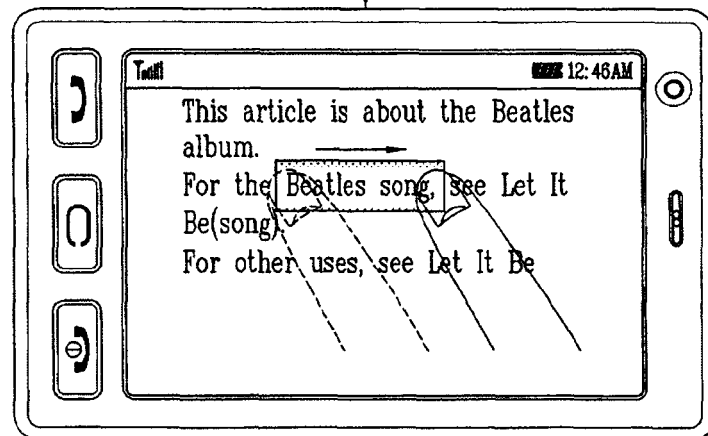 12:46AM
This article is about the Beatles
album.
For the Beatles song, see Let It
Be(song).
For other uses, see Let It Be